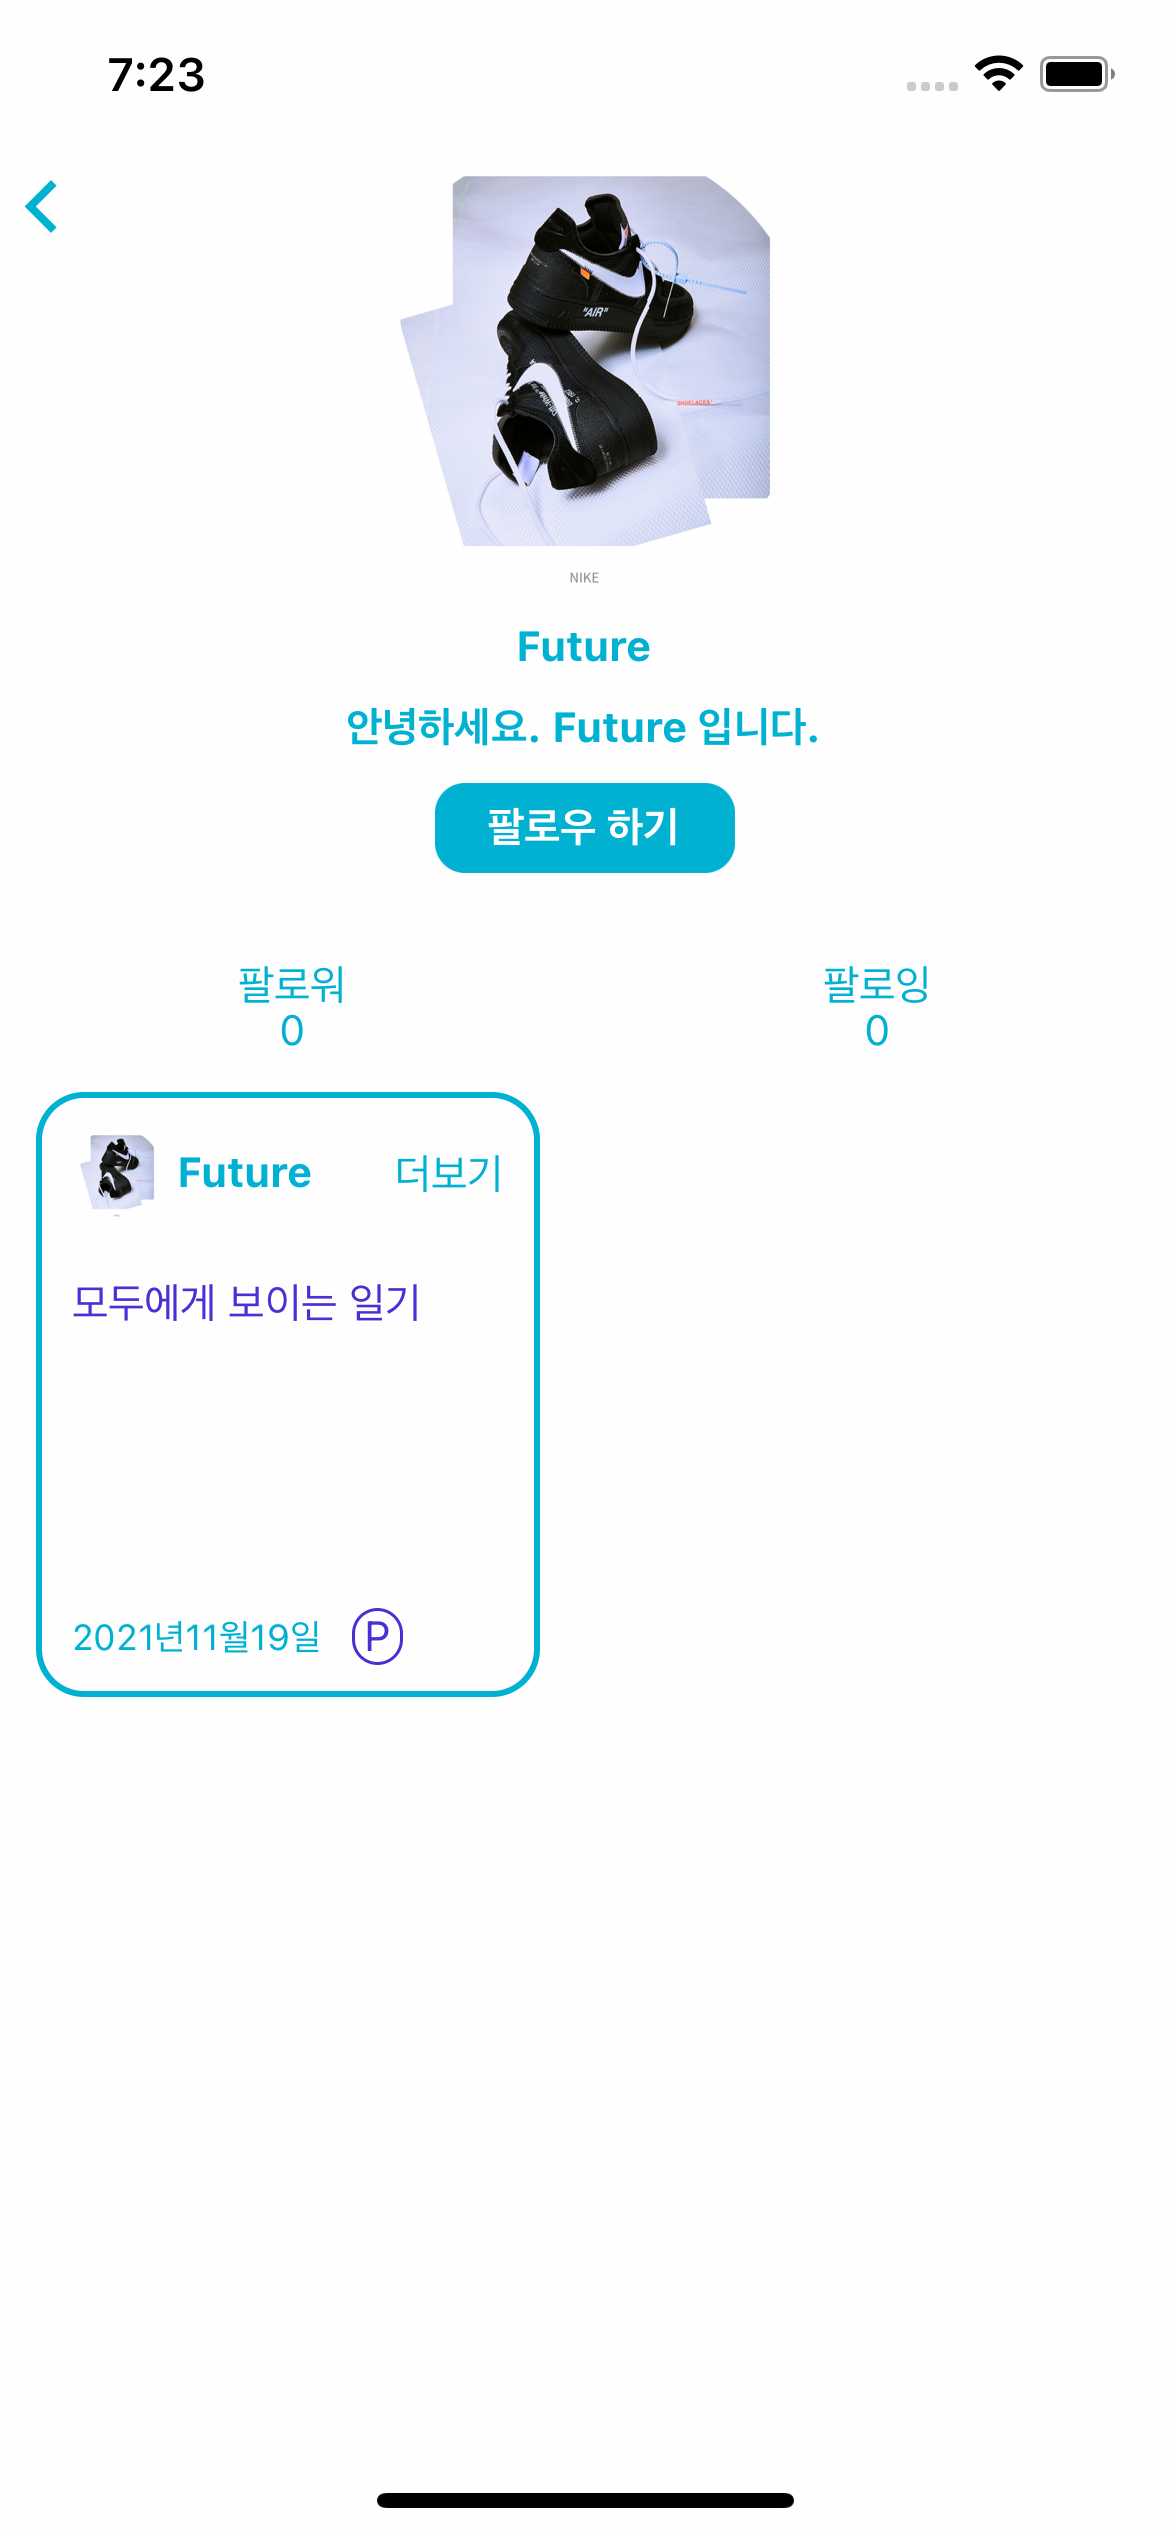 7:23
"AIR"
SHOELACES"
NIKE
Future
안녕하세요. Future 입니다.
팔로우 하기
팔로워
팔로잉
0
0
Future
더보기
모두에게 보이는 일기
2021년11월19일
P